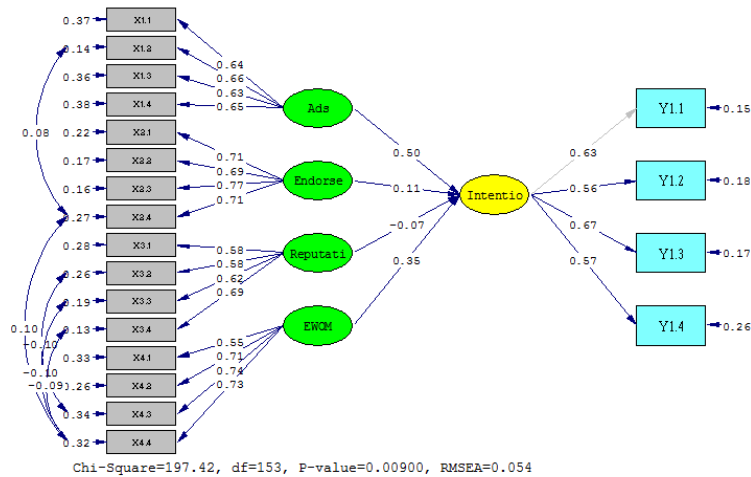 0.37 X1.1
0.14 X1.2
0.36 X1.3
0.38 X1.4
0.22 X2.1
0.17 X2.2
0.16 X2.3
0.27 X2.4
0.28 X3.1
0.26 X3.2
0.19 X3.3
0.13 X3.4
0.33 X4.1
0.26 X4.2
0.34 X4.3
0.32 X4.4
0.08
0.10
-0.10
-0.10
-0.09
0.64
0.66
0.63
0.65
0.71
0.69
0.77
0.71
0.58
0.58
0.62
0.69
0.55
0.71
0.74
0.73
Ads
Endorse
Reputati
EWOM
0.50
0.11
-0.07
0.35
Intentio
0.63
0.56
0.67
0.57
Y1.1 0.15
Y1.2 0.18
Y1.3 0.17
Y1.4 0.26
Chi-Square=197.42, df=153, P-value=0.00900, RMSEA=0.054